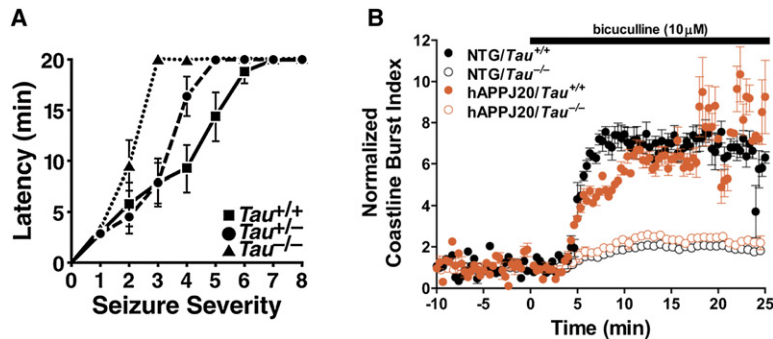 A
Latency (min)
20
15
10
5
0
0 1 2 3 4 5 6 7 8
Seizure Severity
Tau+/+
Tau+/–
Tau–/–
B
bicuculline (10 μM)
Normalized
Coastline Burst Index
12
10
8
6
4
2
0
-10 -5 0 5 10 15 20 25
Time (min)
NTG/Tau+/+
NTG/Tau–/–
hAPPJ20/Tau+/+
hAPPJ20/Tau–/–